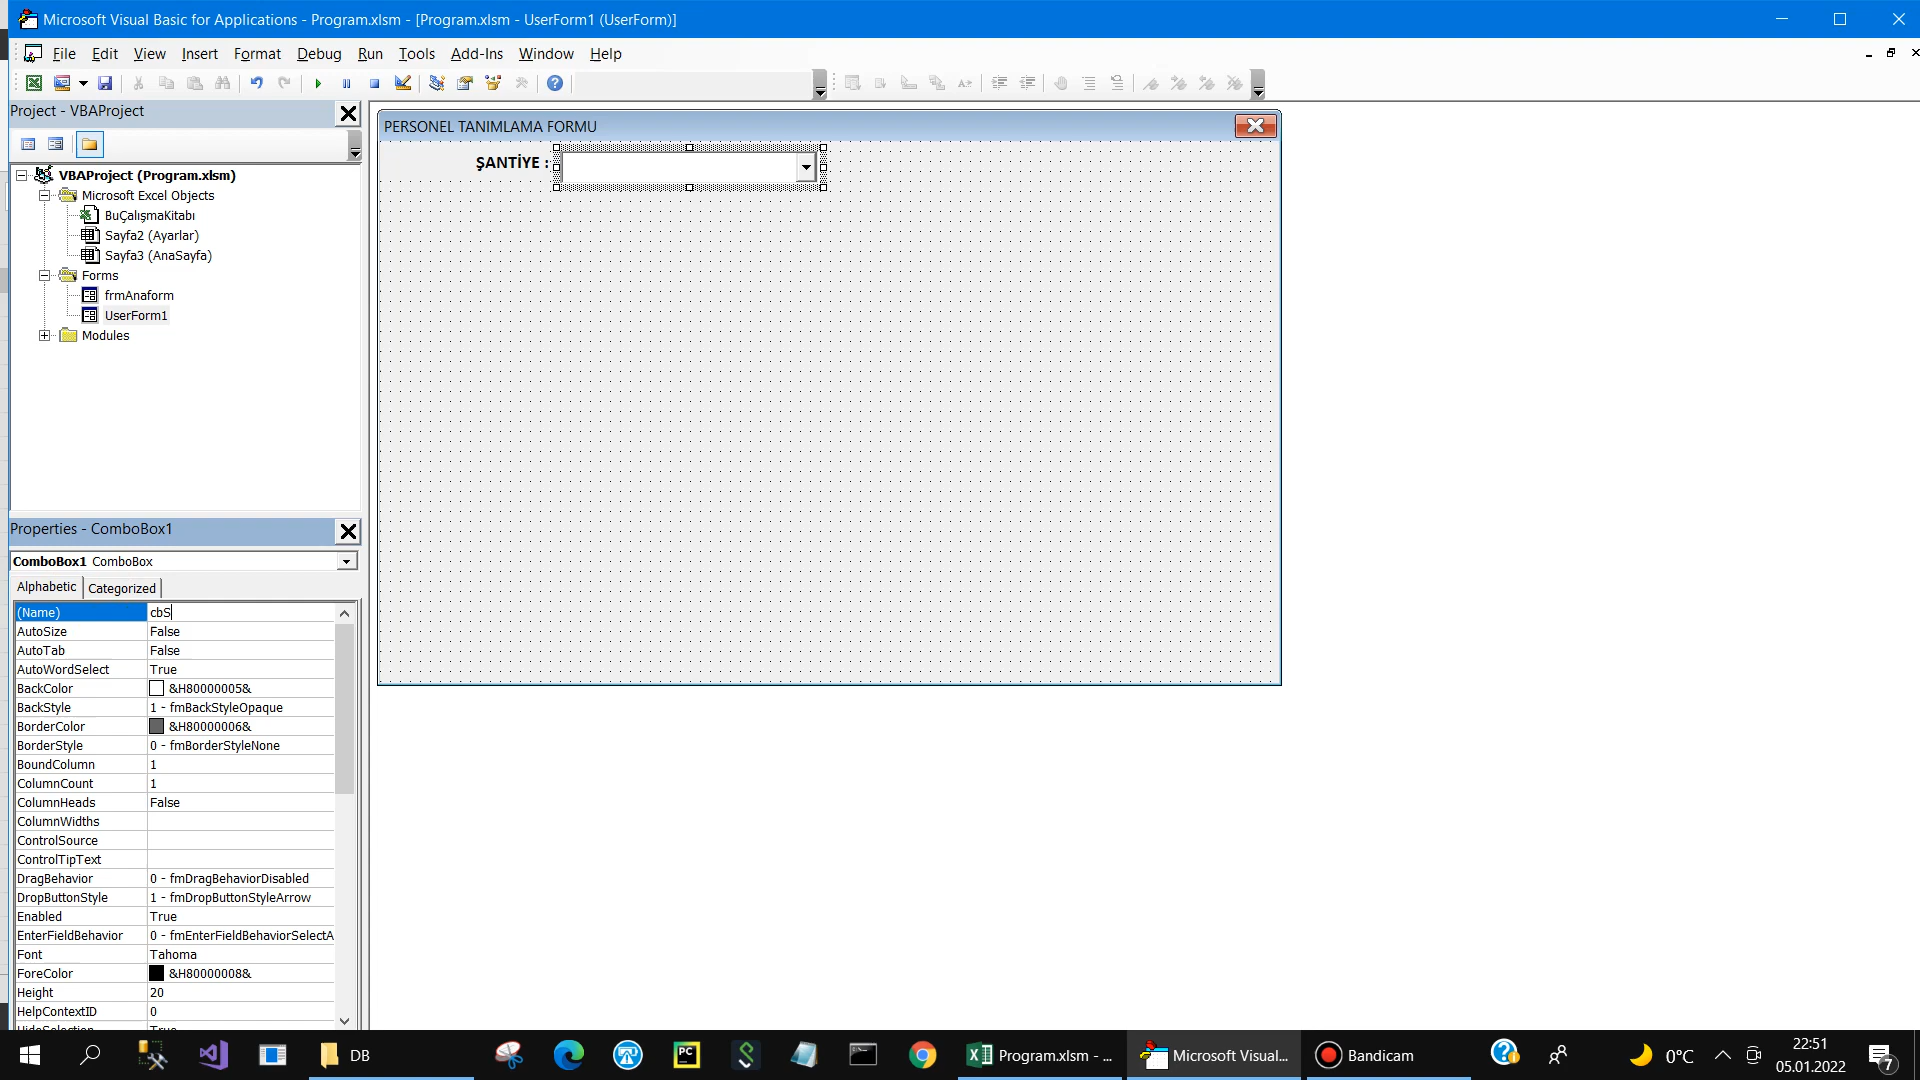 Microsoft Visual Basic for Applications - Program.xlsm - [Program.xlsm - UserForm1 (UserForm)]
File Edit View Insert Format Debug Run Tools Add-Ins Window Help
Project - VBAProject
VBAProject (Program.xlsm)
Microsoft Excel Objects
BuÇalışmaKitabı
Sayfa2 (Ayarlar)
Sayfa3 (AnaSayfa)
Forms
frmAnaform
UserForm1
Modules
PERSONEL TANIMLAMA FORMU
ŞANTİYE :
Properties - ComboBox1
ComboBox1 ComboBox
Alphabetic Categorized
(Name) cbS
AutoSize False
AutoTab False
AutoWordSelect True
BackColor &H80000005&
BackStyle 1 - fmBackStyleOpaque
BorderColor &H80000006&
BorderStyle 0 - fmBorderStyleNone
BoundColumn 1
ColumnCount 1
ColumnHeads False
ColumnWidths
ControlSource
ControlTipText
DragBehavior 0 - fmDragBehaviorDisabled
DropButtonStyle 1 - fmDropButtonStyleArrow
Enabled True
EnterFieldBehavior 0 - fmEnterFieldBehaviorSelectA
Font Tahoma
ForeColor &H80000008&
Height 20
HelpContextID 0
HideSelection True
DB
PC
Program.xlsm - ...
Microsoft Visual...
Bandicam
0°C
22:51
05.01.2022
7